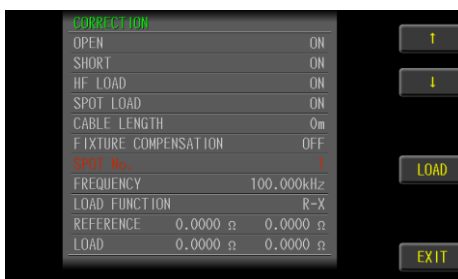 CORRECTION
OPEN ON
↑
SHORT ON
HF LOAD ON
↓
SPOT LOAD ON
CABLE LENGTH 0m
FIXTURE COMPENSATION OFF
SPOT No. 1
LOAD
FREQUENCY 100.000kHz
LOAD FUNCTION R-X
REFERENCE 0.0000 Ω 0.0000 Ω
LOAD 0.0000 Ω 0.0000 Ω
EXIT